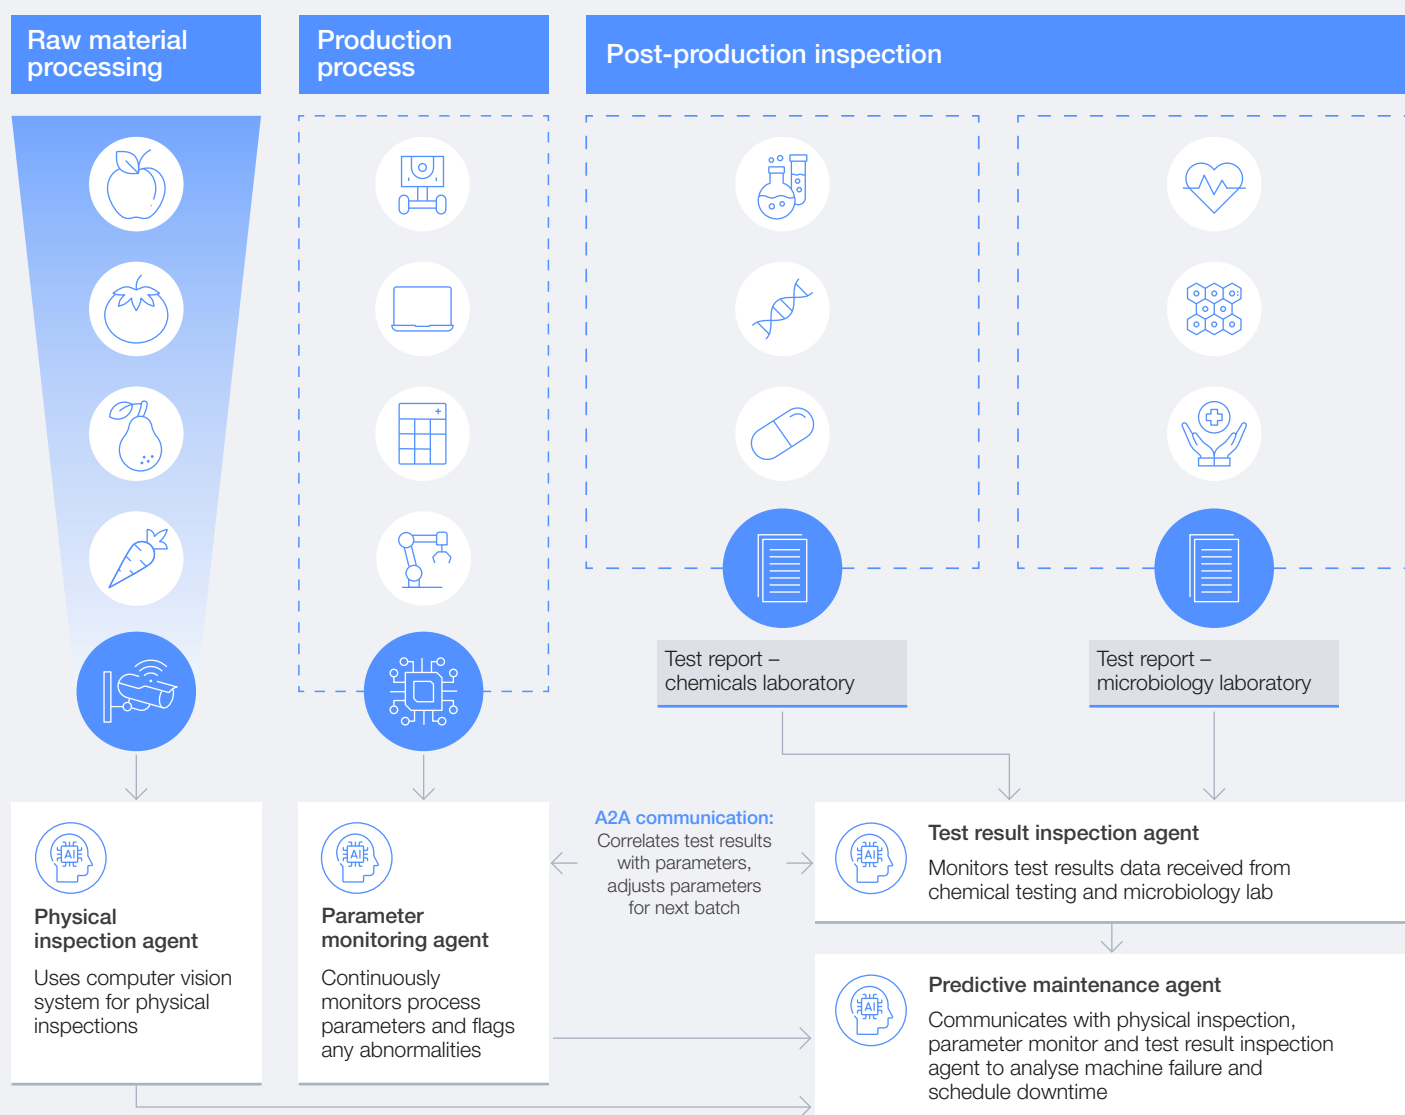 Raw material
processing
Production
process
Post-production inspection
Test report –
chemicals laboratory
Test report –
microbiology laboratory
AI
Physical
inspection agent
Uses computer vision
system for physical
inspections
AI
Parameter
monitoring agent
Continuously
monitors process
parameters and flags
any abnormalities
A2A communication:
Correlates test results
with parameters,
adjusts parameters
for next batch
AI
Test result inspection agent
Monitors test results data received from
chemical testing and microbiology lab
AI
Predictive maintenance agent
Communicates with physical inspection,
parameter monitor and test result inspection
agent to analyse machine failure and
schedule downtime